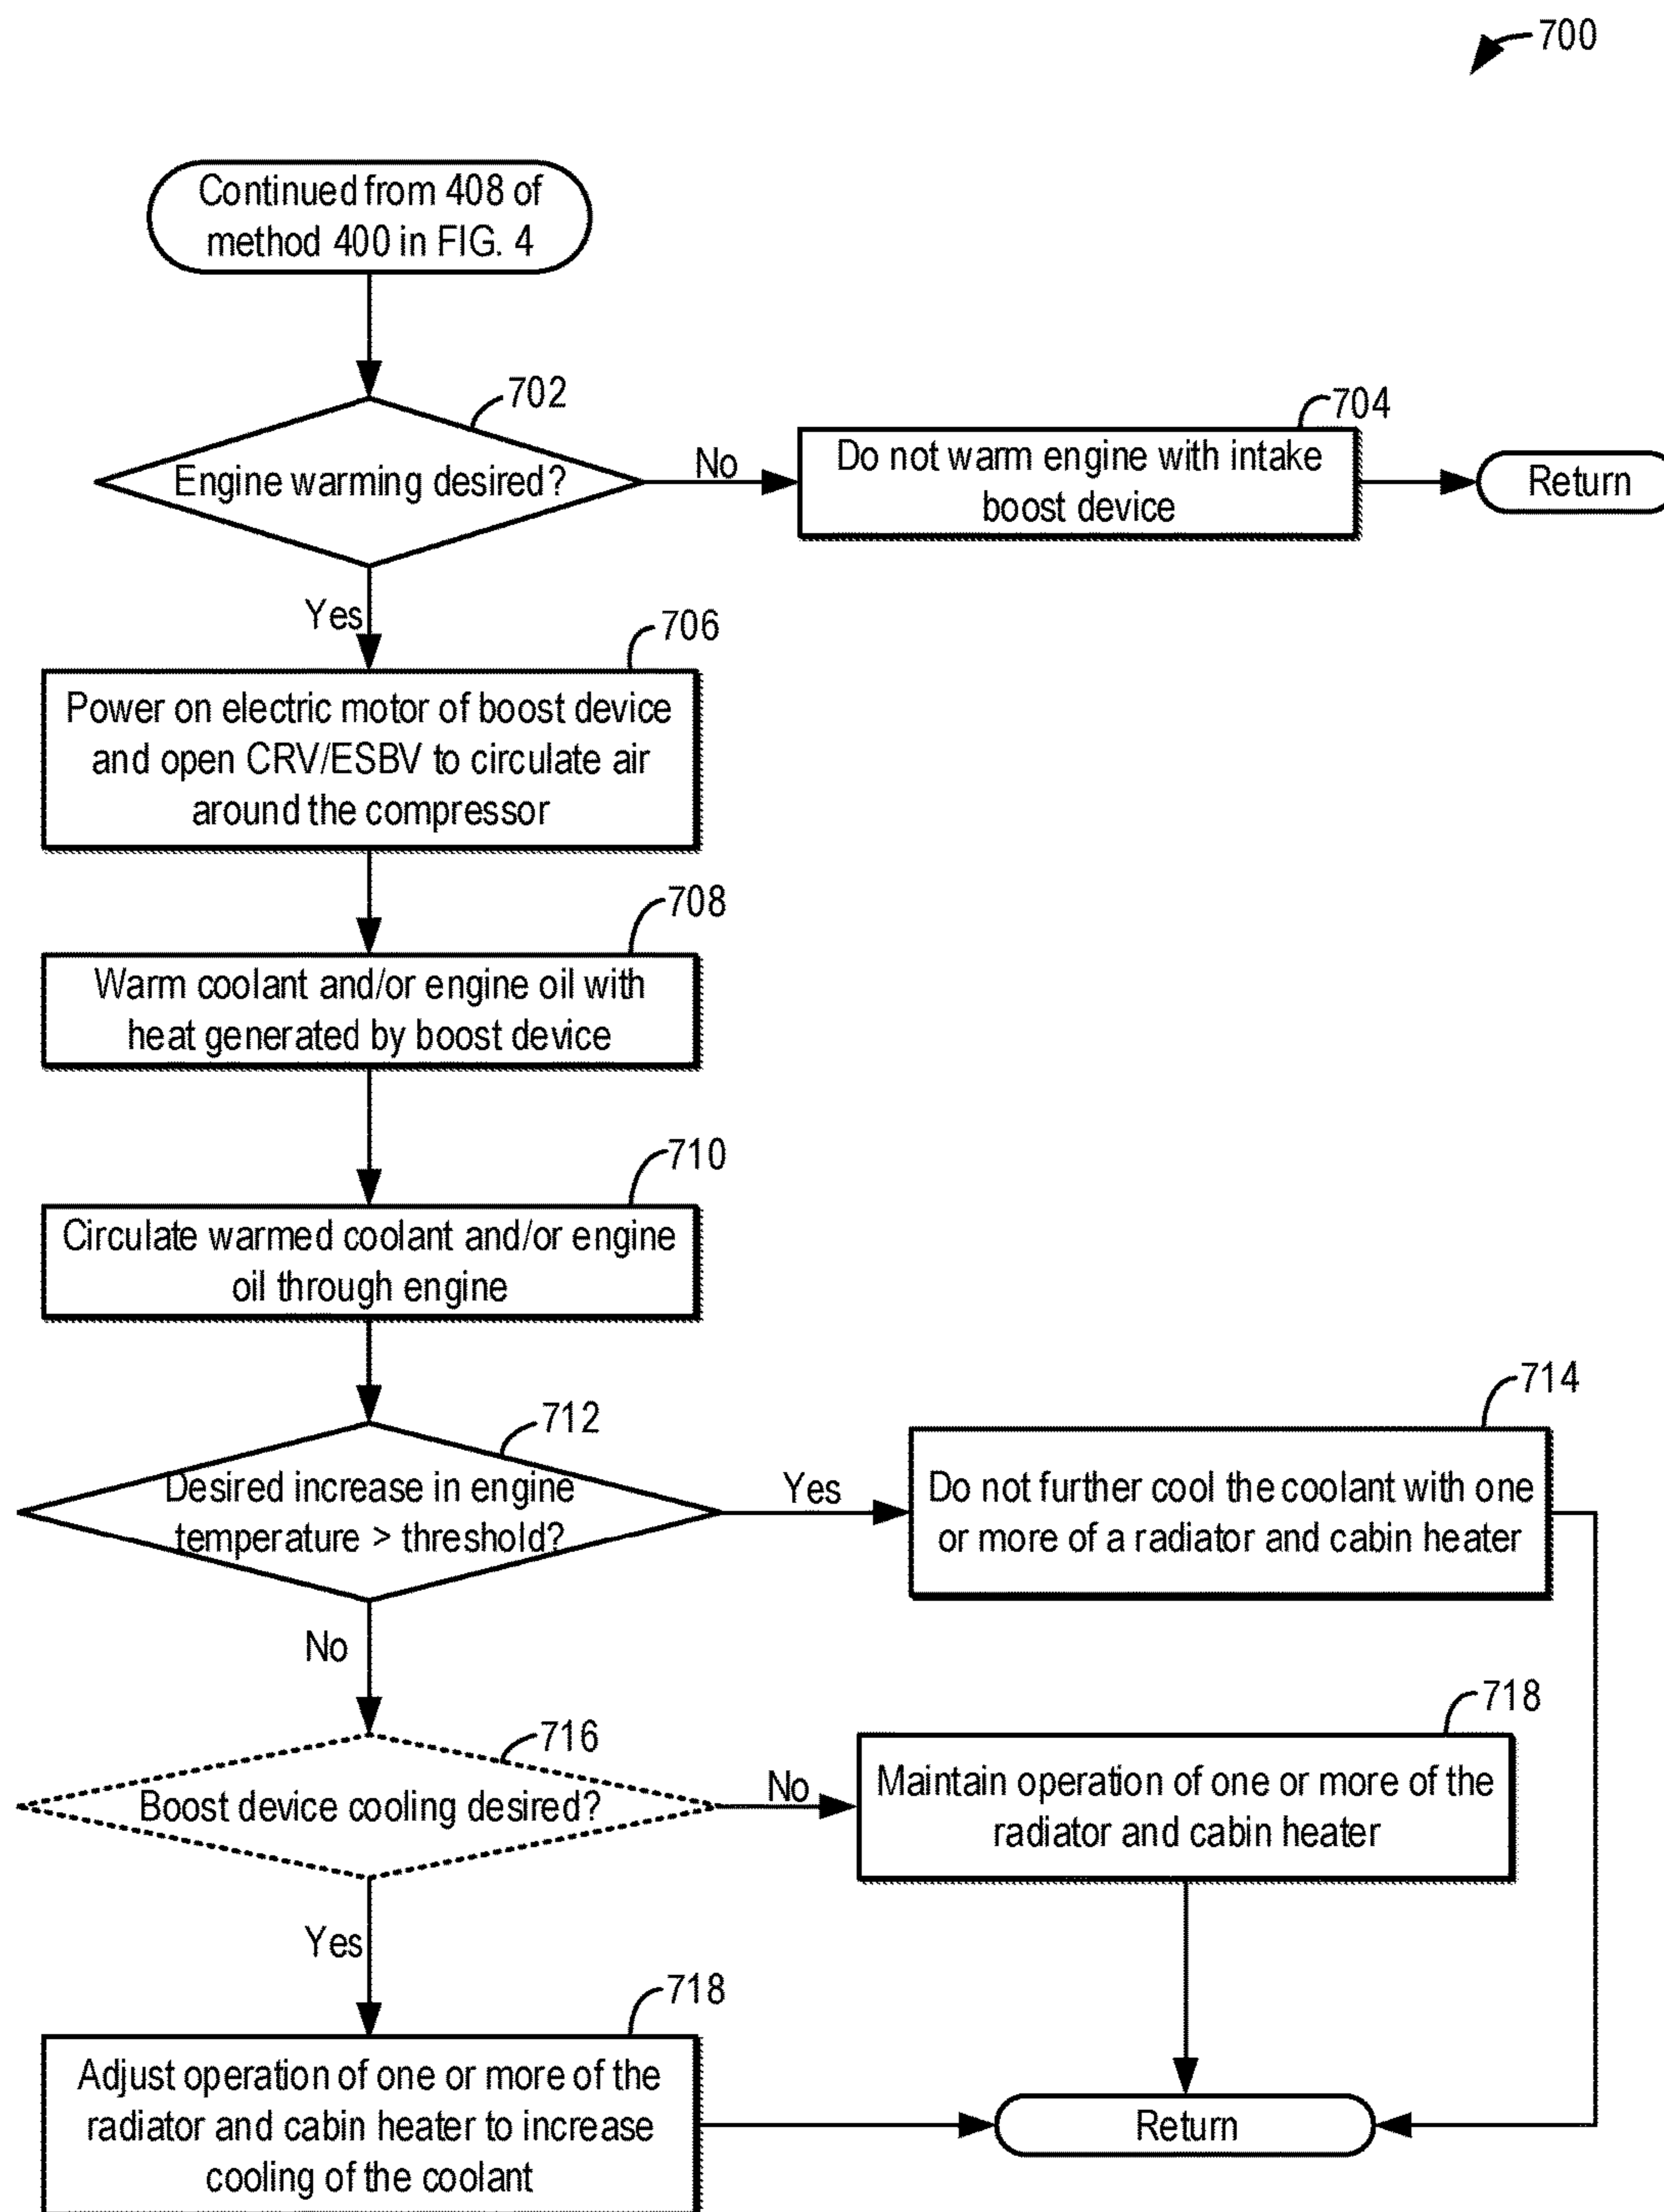 700
Continued from 408 of
method 400 in FIG. 4
702
Engine warming desired?
No
704
Do not warm engine with intake
boost device
Return
Yes
706
Power on electric motor of boost device
and open CRV/ESBV to circulate air
around the compressor
708
Warm coolant and/or engine oil with
heat generated by boost device
710
Circulate warmed coolant and/or engine
oil through engine
712
Desired increase in engine
temperature > threshold?
Yes
714
Do not further cool the coolant with one
or more of a radiator and cabin heater
No
716
Boost device cooling desired?
No
718
Maintain operation of one or more of the
radiator and cabin heater
Yes
718
Adjust operation of one or more of the
radiator and cabin heater to increase
cooling of the coolant
Return